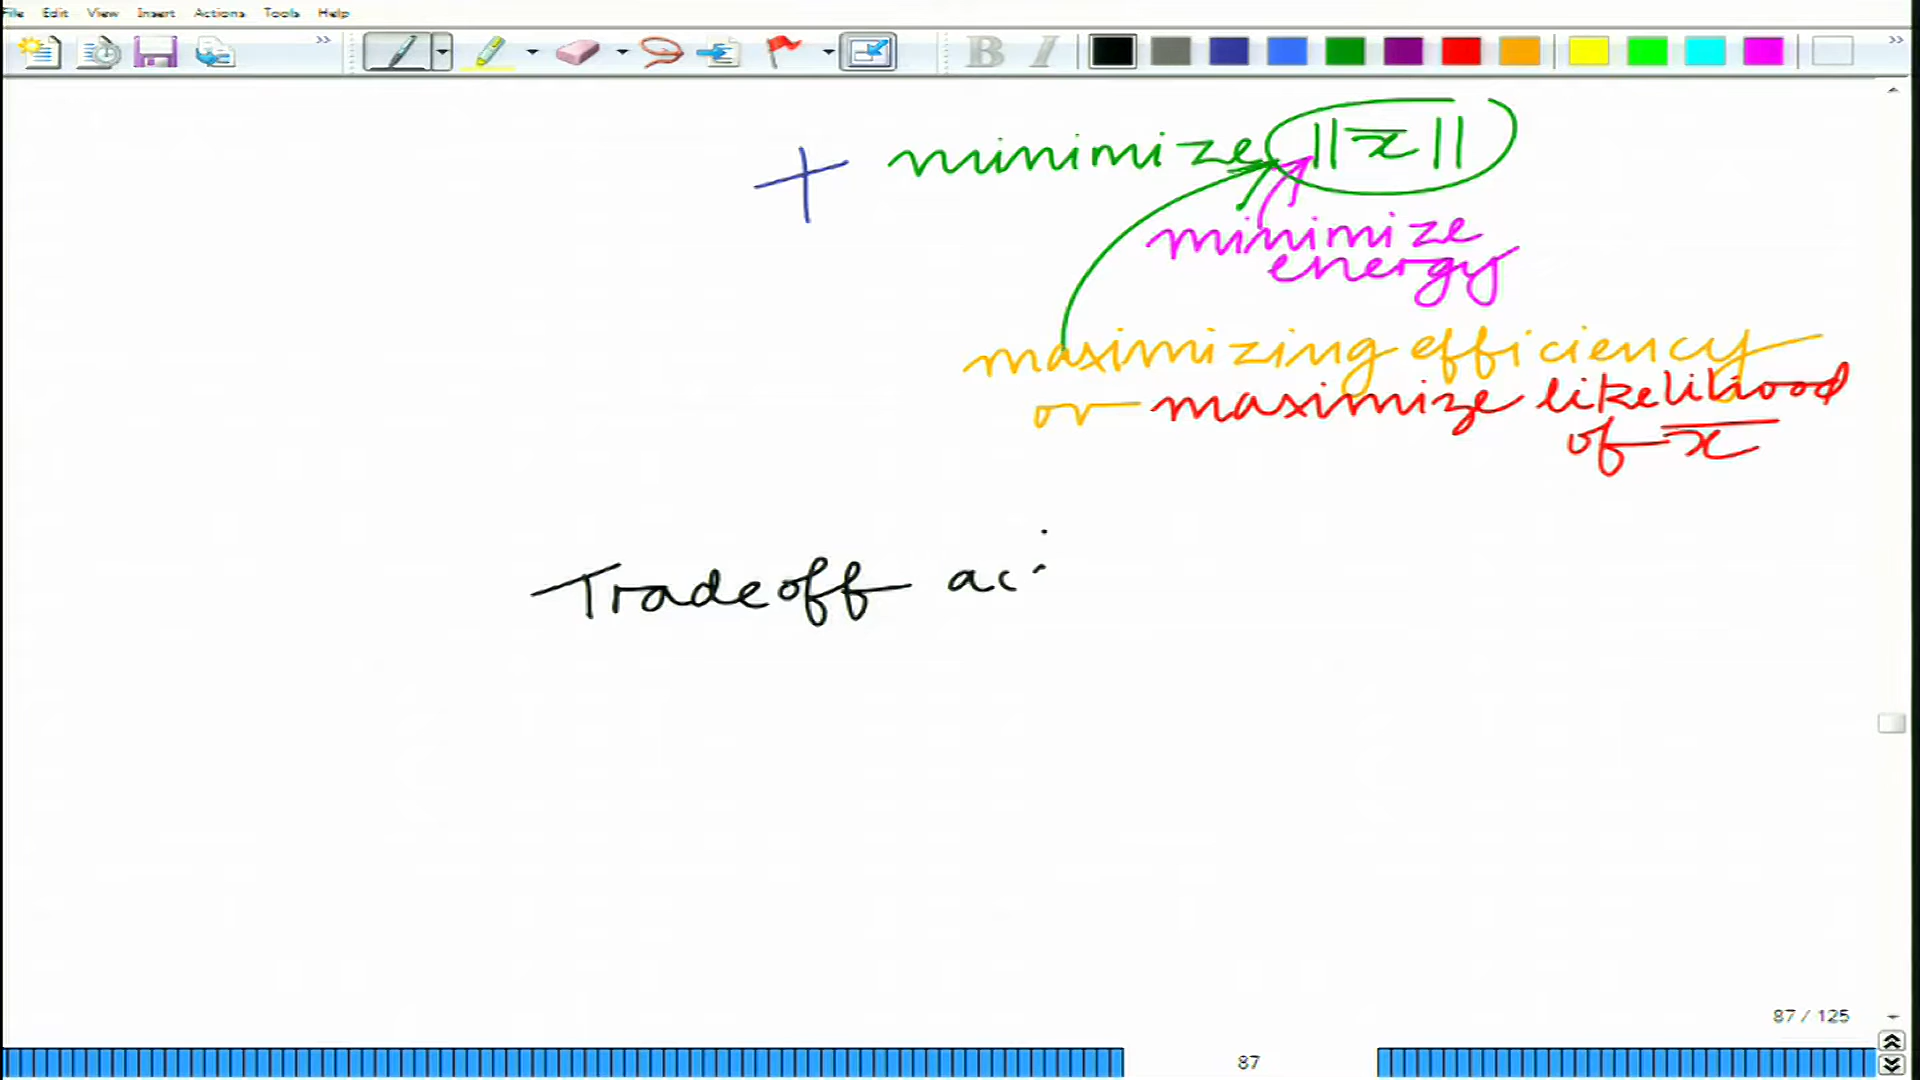 File Edit View Insert Actions Tools Help
B I
+ minimize ||x̅||
minimize
energy
maximizing efficiency
or maximize likelihood
of x̅
Tradeoff ac
87 / 125
87